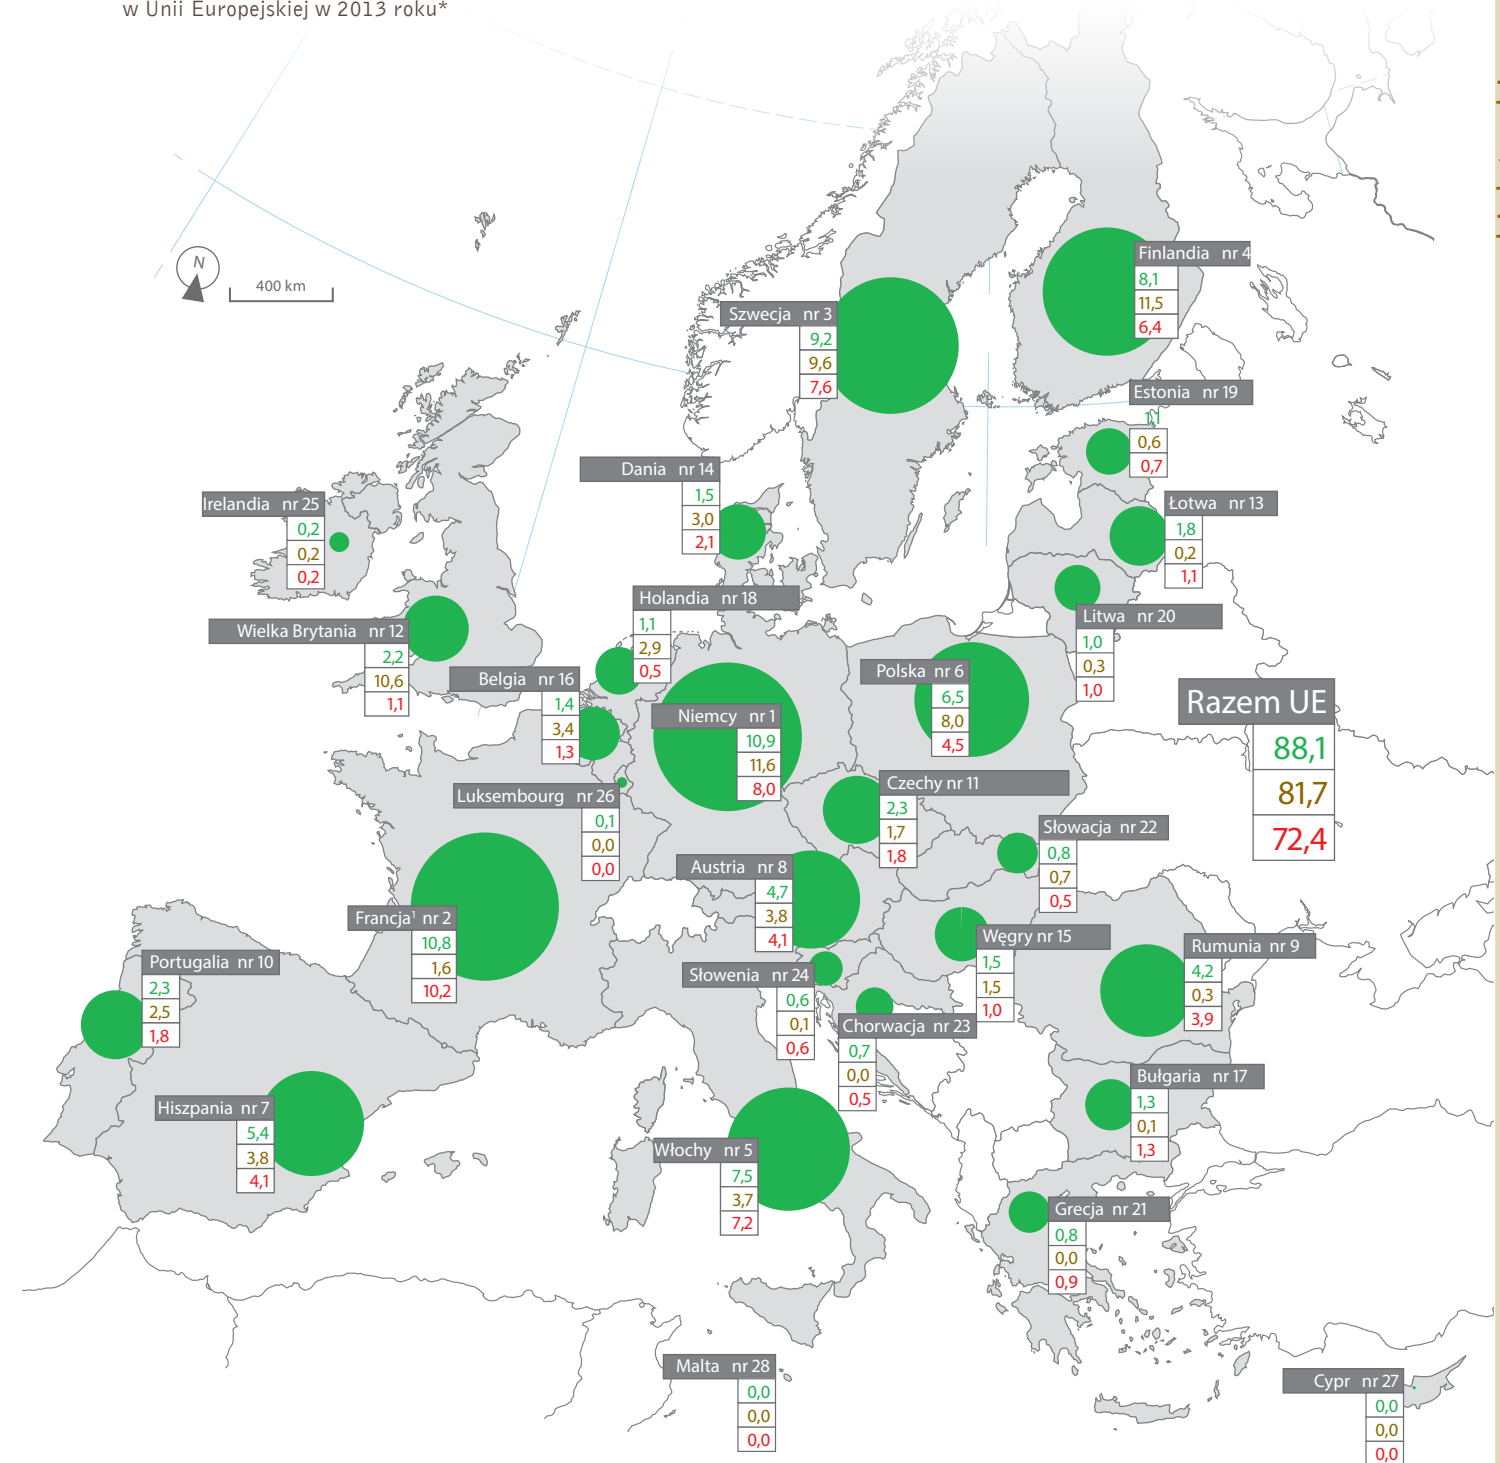 w Unii Europejskiej w 2013 roku*
N
400 km
Finlandia nr 4
8,1
11,5
6,4
Szwecja nr 3
9,2
9,6
7,6
Estonia nr 19
1,1
0,6
0,7
Dania nr 14
1,5
3,0
2,1
Irelandia nr 25
0,2
0,2
0,2
Łotwa nr 13
1,8
0,2
1,1
Holandia nr 18
1,1
2,9
0,5
Litwa nr 20
1,0
0,3
1,0
Wielka Brytania nr 12
2,2
10,6
1,1
Belgia nr 16
1,4
3,4
1,3
Polska nr 6
6,5
8,0
4,5
Niemcy nr 1
10,9
11,6
8,0
Razem UE
88,1
81,7
72,4
Czechy nr 11
2,3
1,7
1,8
Luksembourg nr 26
0,1
0,0
0,0
Słowacja nr 22
0,8
0,7
0,5
Austria nr 8
4,7
3,8
4,1
Francja¹ nr 2
10,8
1,6
10,2
Węgry nr 15
1,5
1,5
1,0
Rumunia nr 9
4,2
0,3
3,9
Portugalia nr 10
2,3
2,5
1,8
Słowenia nr 24
0,6
0,1
0,6
Chorwacja nr 23
0,7
0,0
0,5
Bułgaria nr 17
1,3
0,1
1,3
Hiszpania nr 7
5,4
3,8
4,1
Włochy nr 5
7,5
3,7
7,2
Grecja nr 21
0,8
0,0
0,9
Malta nr 28
0,0
0,0
0,0
Cypr nr 27
0,0
0,0
0,0